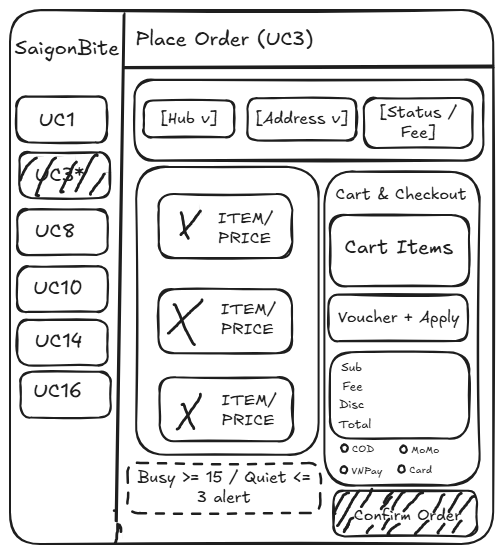 SaigonBite
Place Order (UC3)
UC1
UC3*
UC8
UC10
UC14
UC16
[Hub v]
[Address v]
[Status /
Fee]
ITEM/
PRICE
ITEM/
PRICE
ITEM/
PRICE
Busy >= 15 / Quiet <=
3 alert
Cart & Checkout
Cart Items
Voucher + Apply
Sub
Fee
Disc
Total
COD
MoMo
VNPay
Card
Confirm Order